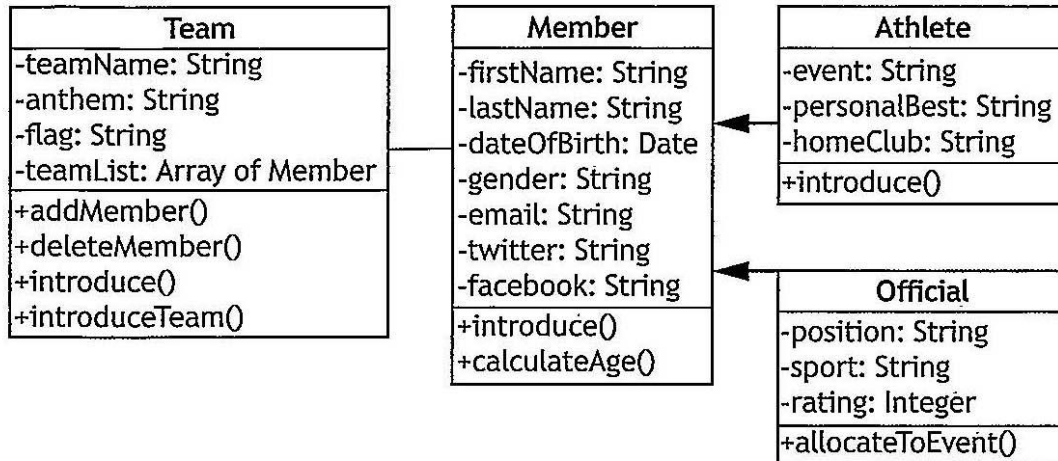 Team
-teamName: String
-anthem: String
-flag: String
-teamList: Array of Member
+addMember()
+deleteMember()
+introduce()
+introduceTeam()
Member
-firstName: String
-lastName: String
-dateOfBirth: Date
-gender: String
-email: String
-twitter: String
-facebook: String
+introduce()
+calculateAge()
Athlete
-event: String
-personalBest: String
-homeClub: String
+introduce()
Official
-position: String
-sport: String
-rating: Integer
+allocateToEvent()